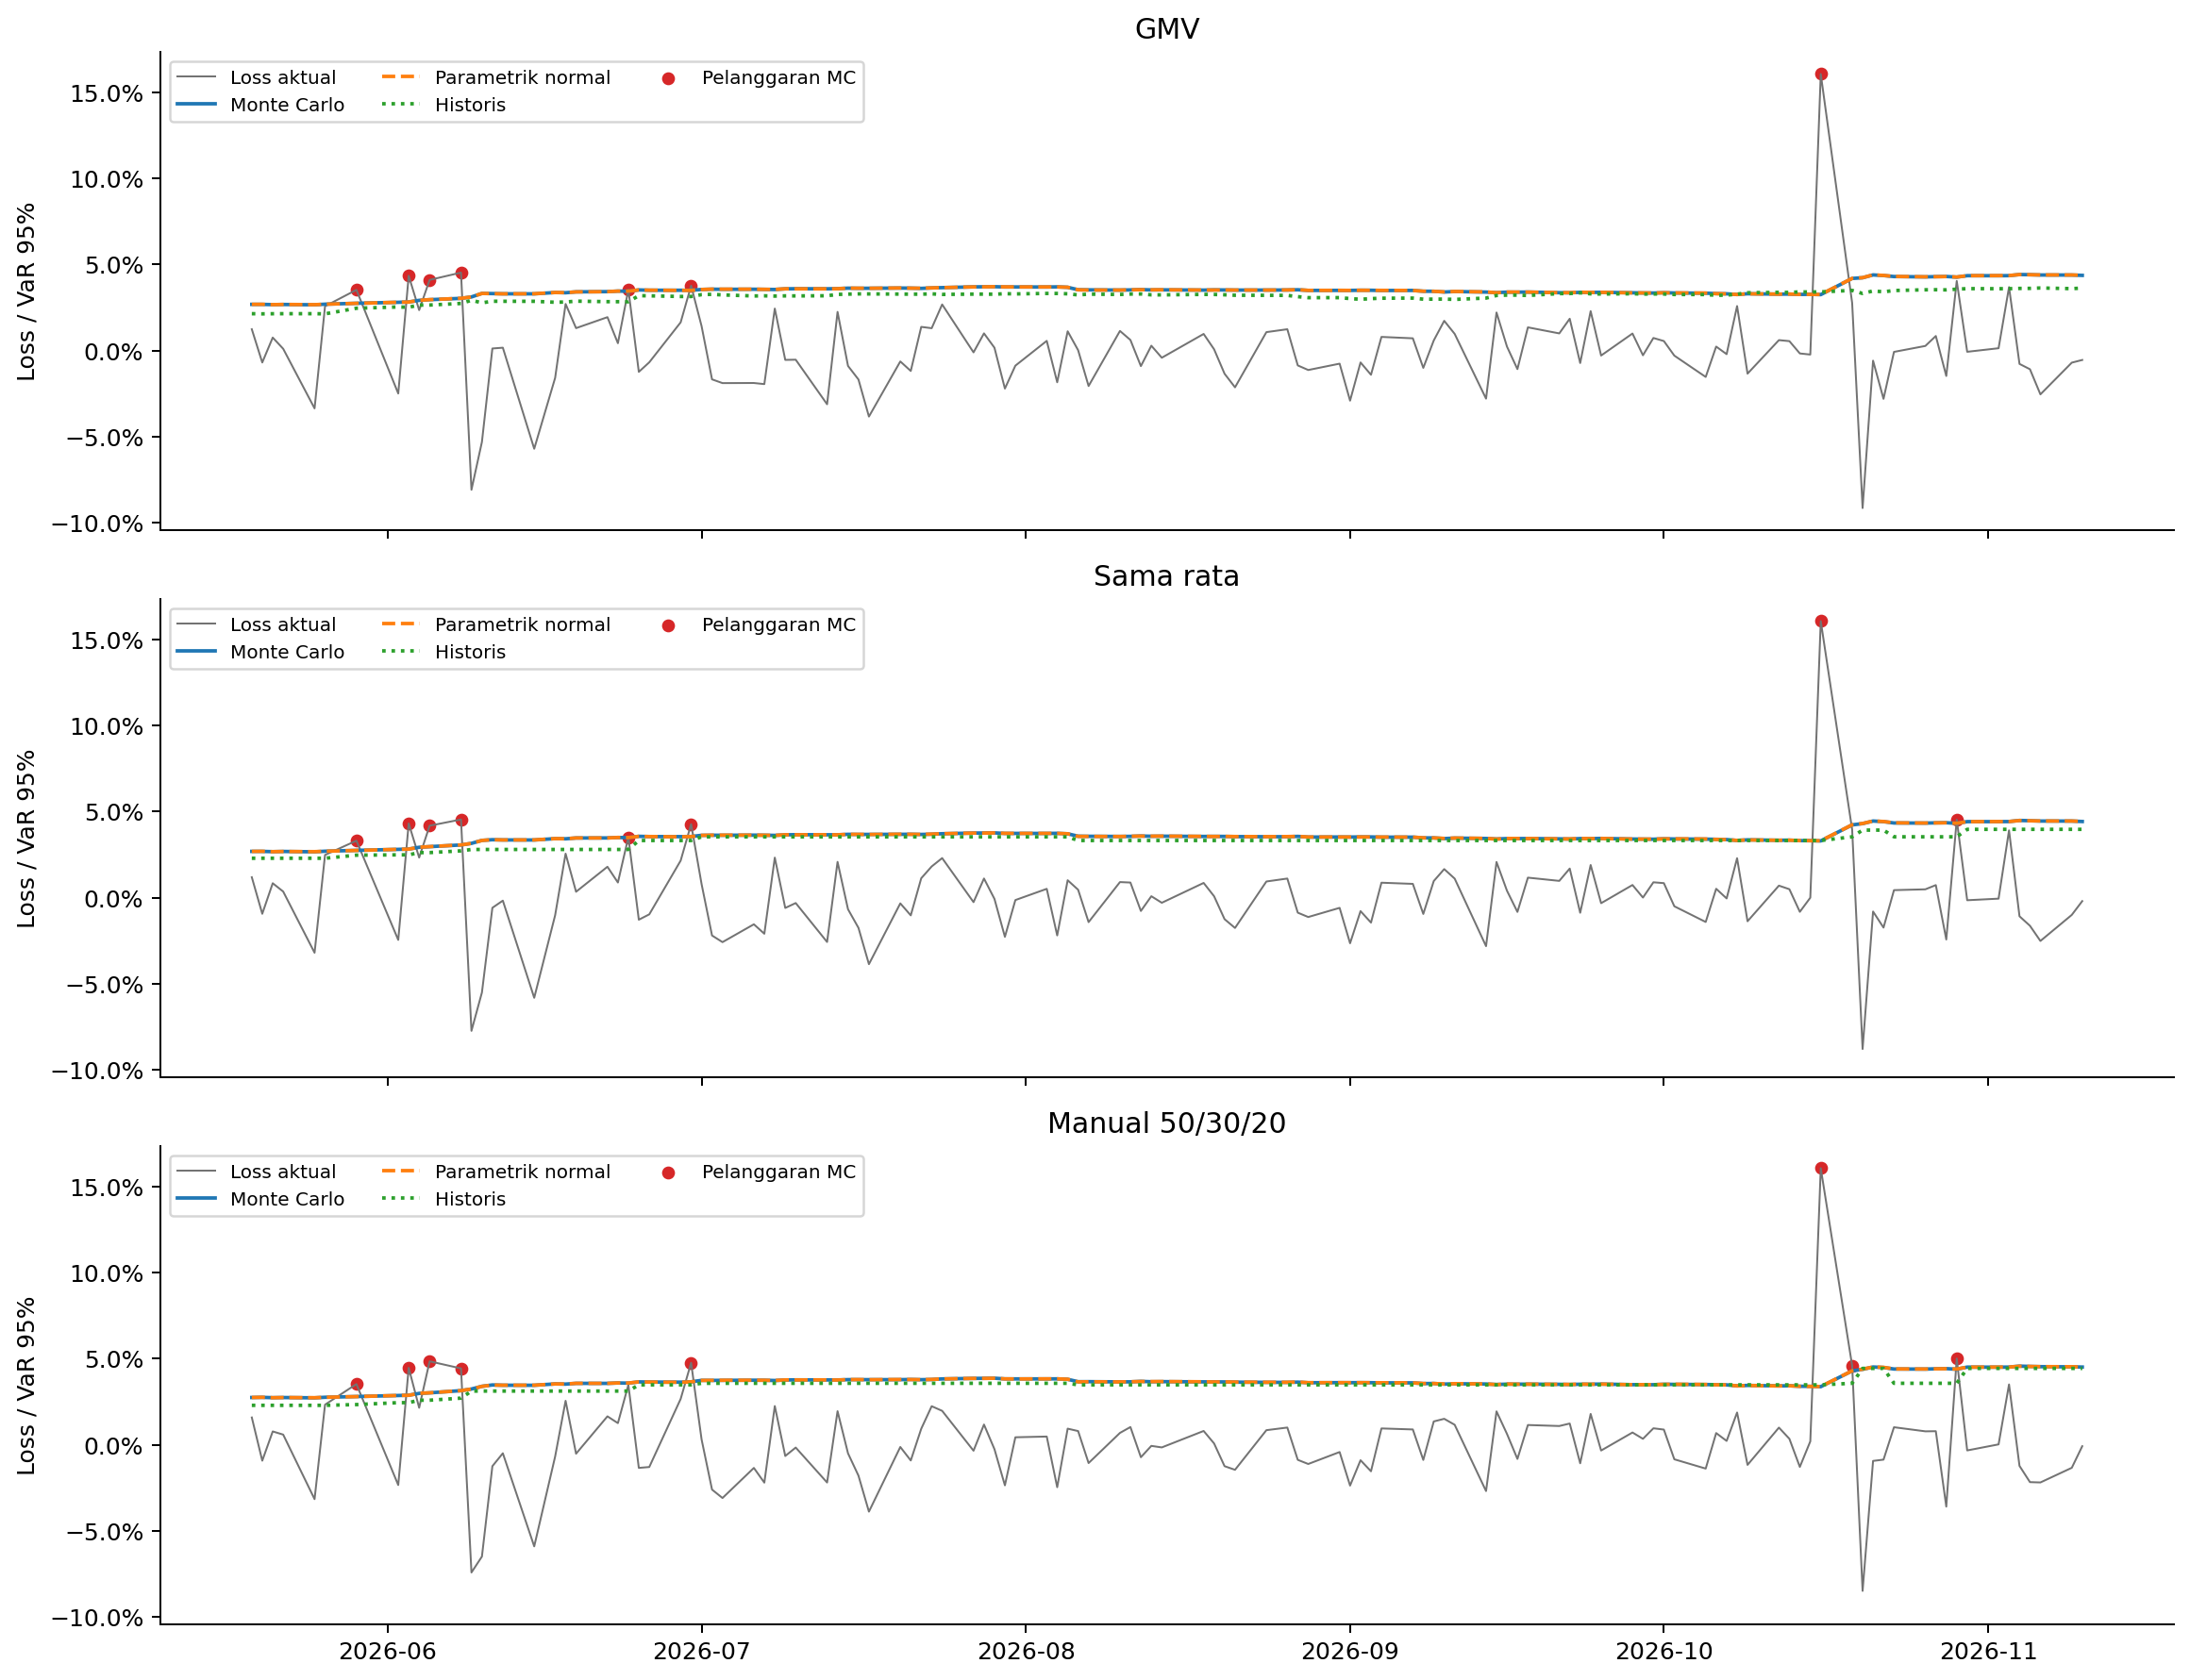 GMV
Loss / VaR 95%
15.0%
10.0%
5.0%
0.0%
−5.0%
−10.0%
Loss aktual
Monte Carlo
Parametrik normal
Historis
Pelanggaran MC
Sama rata
Loss / VaR 95%
15.0%
10.0%
5.0%
0.0%
−5.0%
−10.0%
Loss aktual
Monte Carlo
Parametrik normal
Historis
Pelanggaran MC
Manual 50/30/20
Loss / VaR 95%
15.0%
10.0%
5.0%
0.0%
−5.0%
−10.0%
Loss aktual
Monte Carlo
Parametrik normal
Historis
Pelanggaran MC
2026-06
2026-07
2026-08
2026-09
2026-10
2026-11